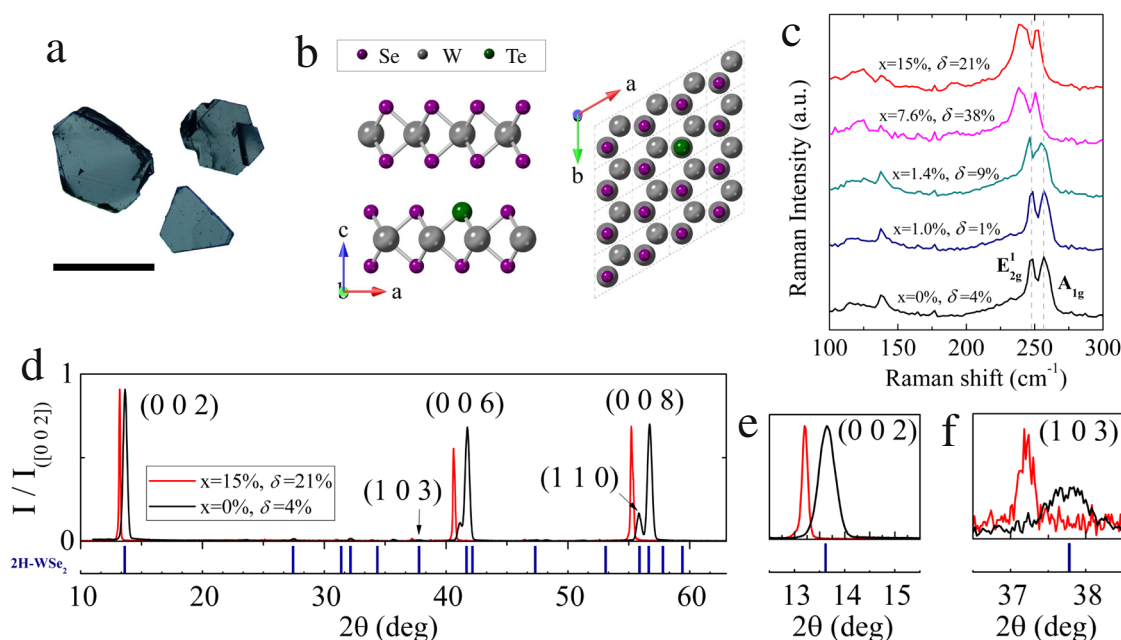 a
b
Se W Te
c
b
a
a
b
c
Raman Intensity (a.u.)
x=15%, δ=21%
x=7.6%, δ=38%
x=1.4%, δ=9%
x=1.0%, δ=1%
E¹₂g
A₁g
x=0%, δ=4%
100 150 200 250 300
Raman shift (cm⁻¹)
d
I / I([0 0 2])
1
0
(0 0 2)
(0 0 6)
(0 0 8)
(1 0 3)
(1 1 0)
x=15%, δ=21%
x=0%, δ=4%
2H-WSe₂
10 20 30 40 50 60
2θ (deg)
e
(0 0 2)
13 14 15
2θ (deg)
f
(1 0 3)
37 38
2θ (deg)